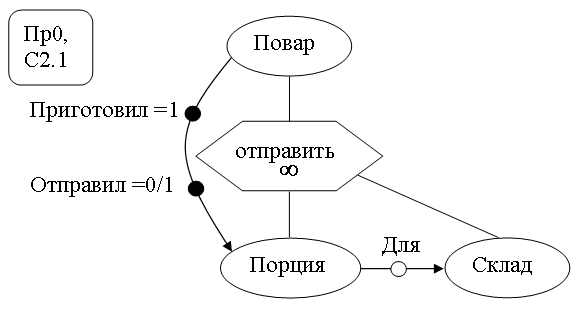 Пр0,
С2.1
Повар
Приготовил =1
отправить
∞
Отправил =0/1
Для
Порция
Склад